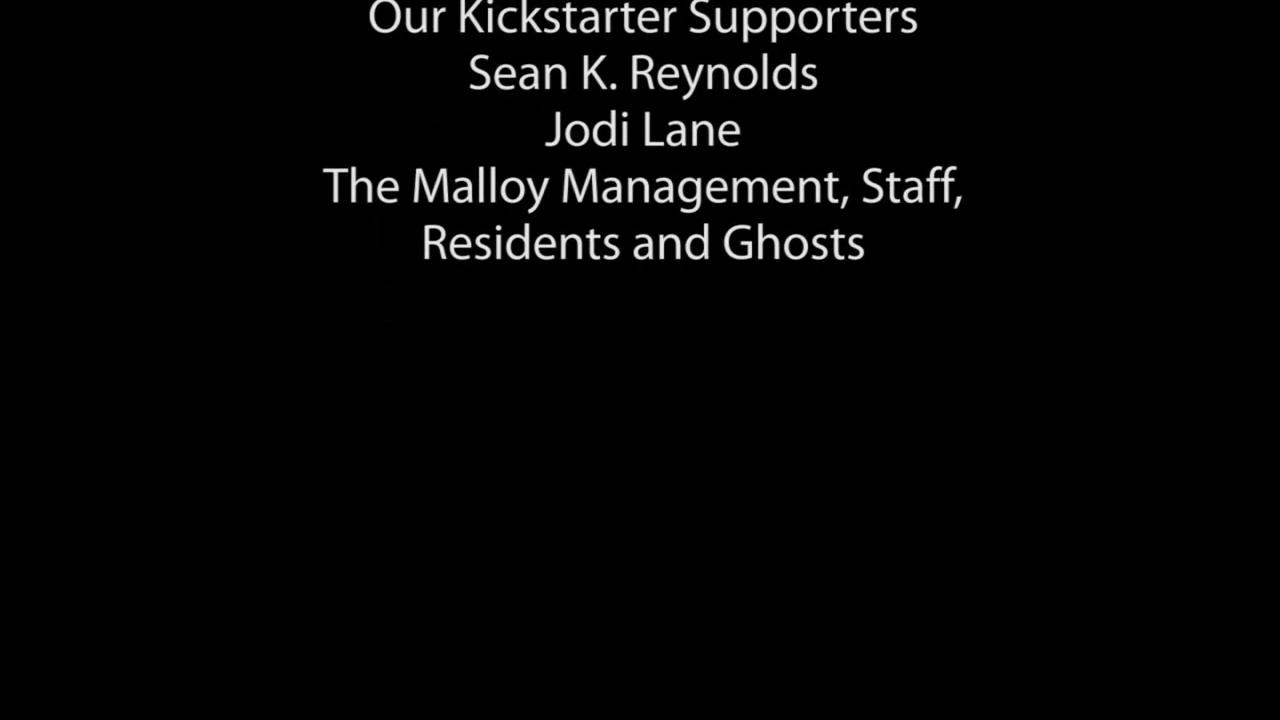 Our Kickstarter Supporters
Sean K. Reynolds
Jodi Lane
The Malloy Management, Staff,
Residents and Ghosts